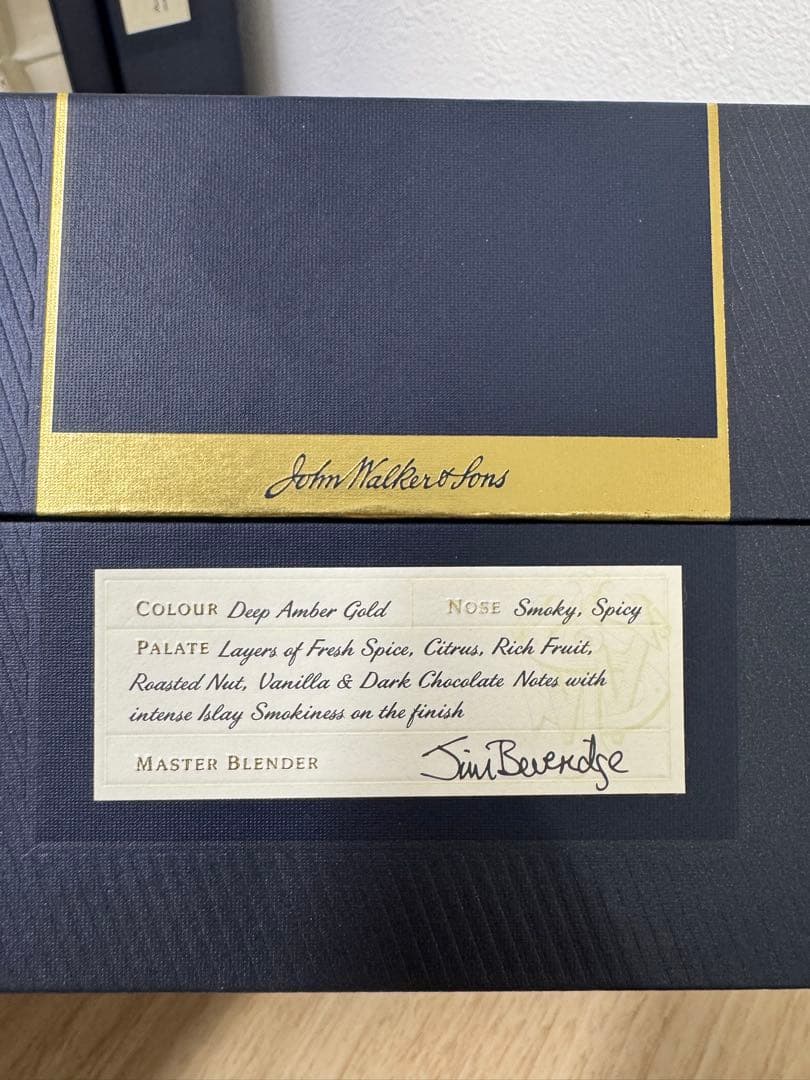 John Walker & Sons
COLOUR Deep Amber Gold NOSE Smoky, Spicy
PALATE Layers of Fresh Spice, Citrus, Rich Fruit,
Roasted Nut, Vanilla & Dark Chocolate Notes with
intense Islay Smokiness on the finish
MASTER BLENDER Jim Beveridge